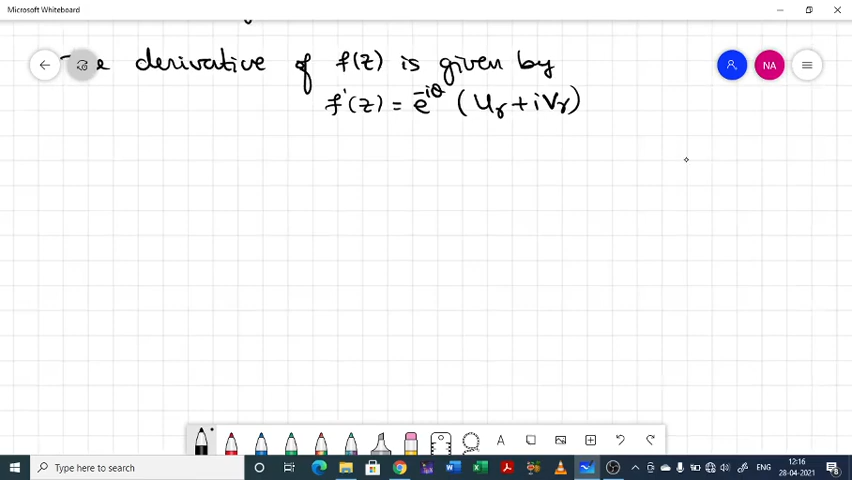 Microsoft Whiteboard
derivative of f(z) is given by
f'(z) = e^{-iθ} (U_r + iV_r)
NA
A
Type here to search
ENG
12:16
28-04-2021
8